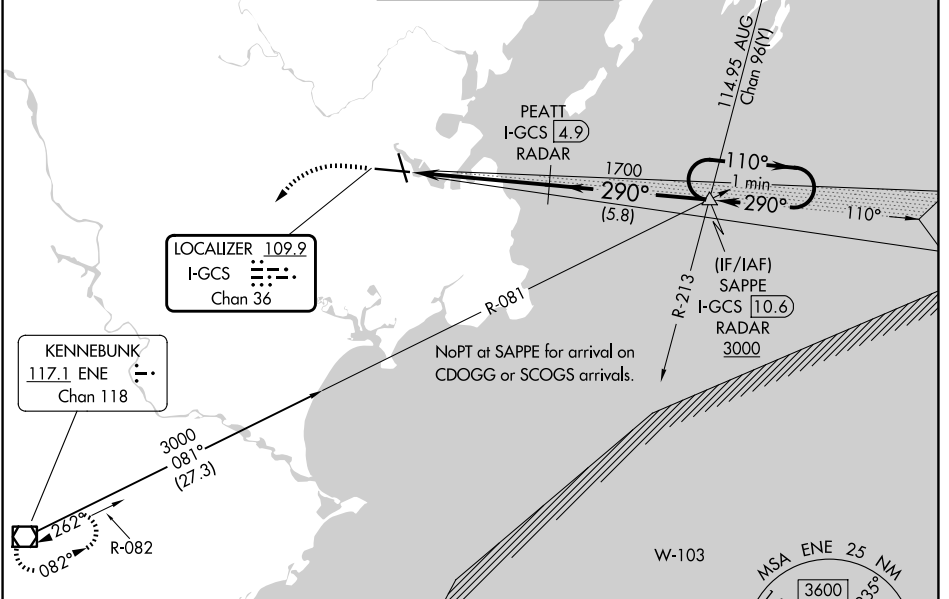 114.95 AUG
Chan 96(Y)
PEATT
I-GCS 4.9
RADAR
1700
290°
(5.8)
110°
1 min
290°
110°
LOCALIZER 109.9
I-GCS
Chan 36
(IF/IAF)
SAPPE
I-GCS 10.6
RADAR
3000
R-213
R-081
NoPT at SAPPE for arrival on
CDOGG or SCOGS arrivals.
KENNEBUNK
117.1 ENE
Chan 118
3000
081°
(27.3)
262°
082°
R-082
W-103
MSA ENE 25 NM
3600